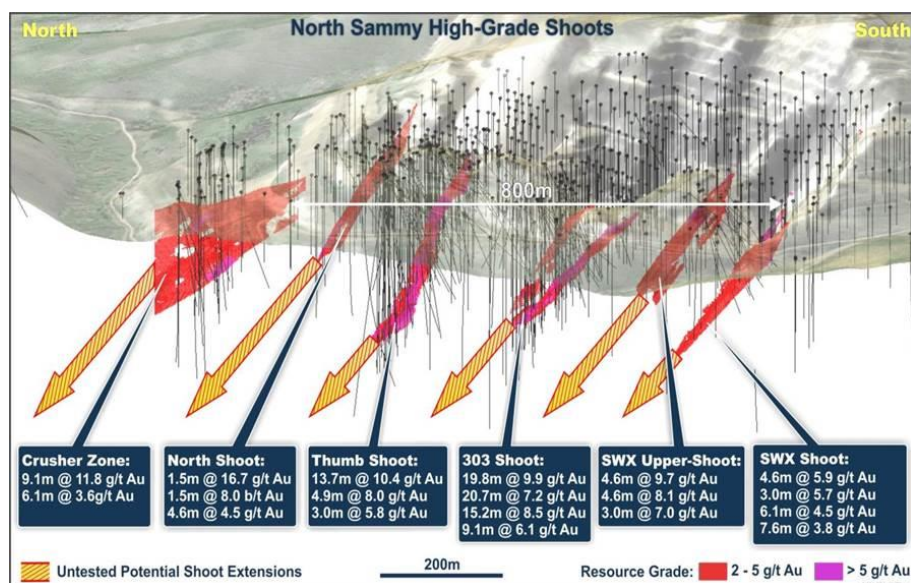 North
North Sammy High-Grade Shoots
South
800m
Crusher Zone:
9.1m @ 11.8 g/t Au
6.1m @ 3.6g/t Au
North Shoot:
1.5m @ 16.7 g/t Au
1.5m @ 8.0 b/t Au
4.6m @ 4.5 g/t Au
Thumb Shoot:
13.7m @ 10.4 g/t Au
4.9m @ 8.0 g/t Au
3.0m @ 5.8 g/t Au
303 Shoot:
19.8m @ 9.9 g/t Au
20.7m @ 7.2 g/t Au
15.2m @ 8.5 g/t Au
9.1m @ 6.1 g/t Au
SWX Upper-Shoot:
4.6m @ 9.7 g/t Au
4.6m @ 8.1 g/t Au
3.0m @ 7.0 g/t Au
SWX Shoot:
4.6m @ 5.9 g/t Au
3.0m @ 5.7 g/t Au
6.1m @ 4.5 g/t Au
7.6m @ 3.8 g/t Au
Untested Potential Shoot Extensions
200m
Resource Grade: 2 - 5 g/t Au > 5 g/t Au